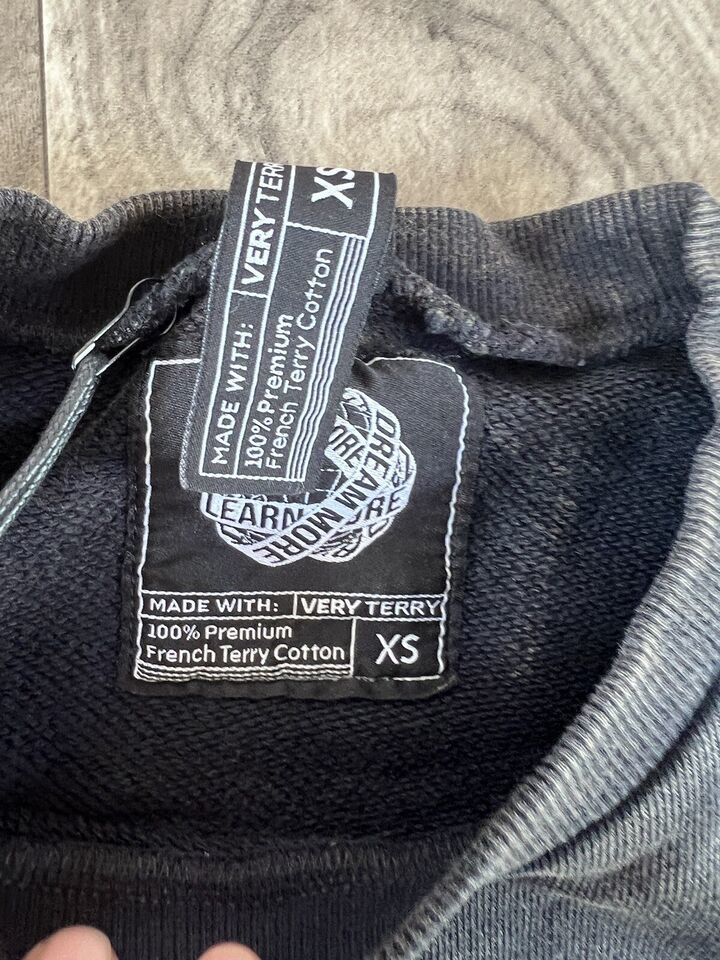 VERY TERR
XS
MADE WITH:
100% Premium
French Terry Cotton
DREAM MORE
LEARN
MADE WITH: VERY TERRY
100% Premium
French Terry Cotton
XS